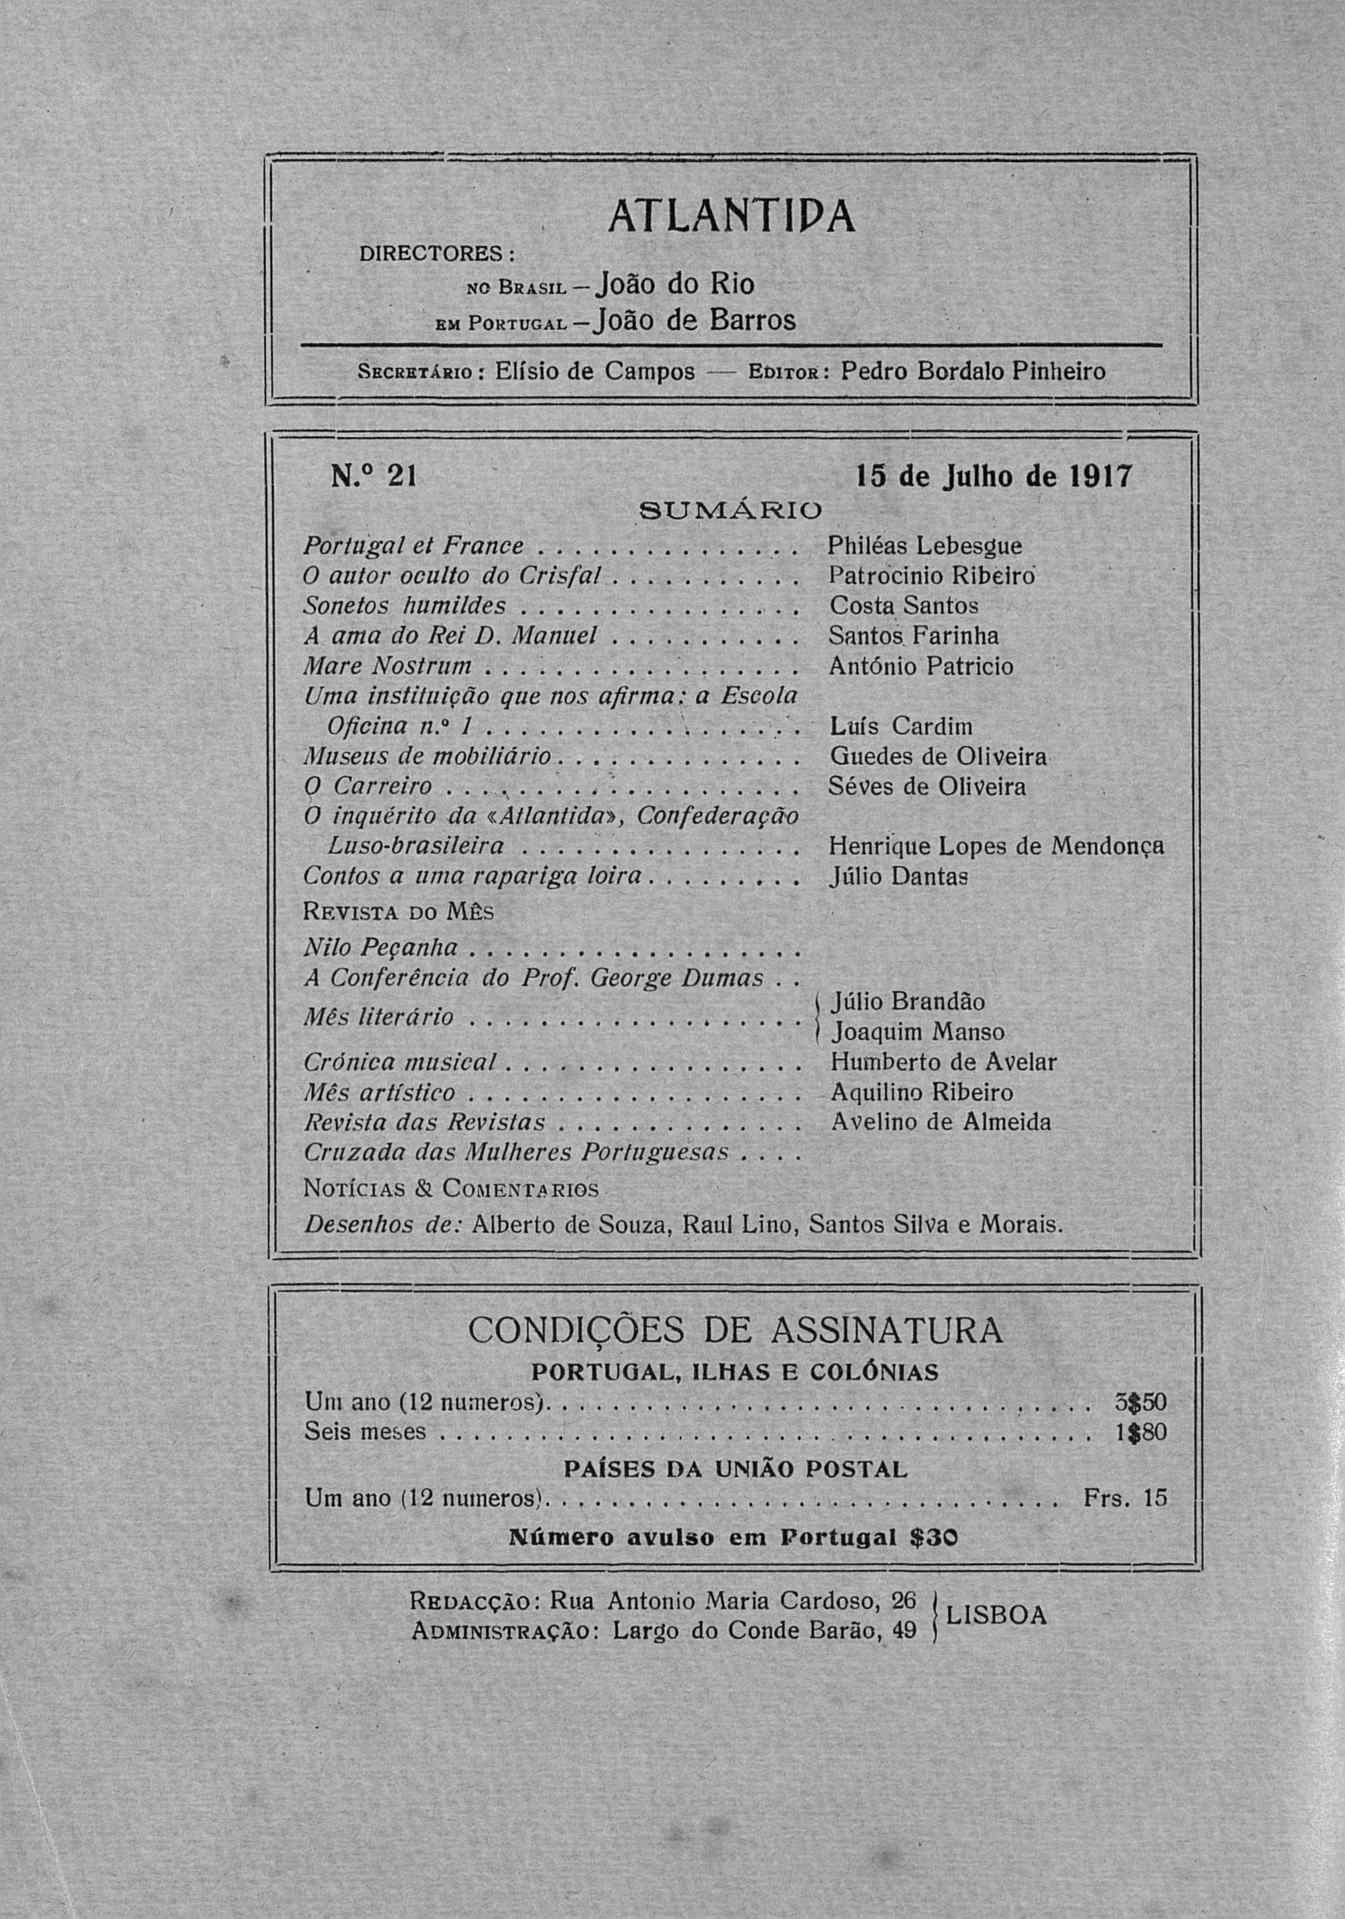 ATLANTIDA
DIRECTORES:
NO BRASIL — João do Rio
EM PORTUGAL — João de Barros
SECRETÁRIO: Elísio de Campos — EDITOR: Pedro Bordalo Pinheiro
N.º 21 15 de Julho de 1917
SUMÁRIO
Portugal et France . . . . . . . . . . . . . . . Philéas Lebesgue
O autor oculto do Crisfal . . . . . . . . . . . Patrocinio Ribeiro
Sonetos humildes . . . . . . . . . . . . . . . . Costa Santos
A ama do Rei D. Manuel . . . . . . . . . . . Santos Farinha
Mare Nostrum . . . . . . . . . . . . . . . . . . António Patricio
Uma instituição que nos afirma: a Escola
Oficina n.º 1 . . . . . . . . . . . . . . . . . . Luís Cardim
Museus de mobiliário . . . . . . . . . . . . . . Guedes de Oliveira
O Carreiro . . . . . . . . . . . . . . . . . . . . Séves de Oliveira
O inquérito da «Atlantida», Confederação
Luso-brasileira . . . . . . . . . . . . . . . . Henrique Lopes de Mendonça
Contos a uma rapariga loira . . . . . . . . . Júlio Dantas
REVISTA DO MÊS
Nilo Peçanha . . . . . . . . . . . . . . . . . . .
A Conferência do Prof. George Dumas . .
Mês literário . . . . . . . . . . . . . . . . . . . { Júlio Brandão
Joaquim Manso
Crónica musical . . . . . . . . . . . . . . . . . Humberto de Avelar
Mês artístico . . . . . . . . . . . . . . . . . . . Aquilino Ribeiro
Revista das Revistas . . . . . . . . . . . . . . Avelino de Almeida
Cruzada das Mulheres Portuguesas . . . .
NOTÍCIAS & COMENTARIOS
Desenhos de: Alberto de Souza, Raul Lino, Santos Silva e Morais.
CONDIÇÕES DE ASSINATURA
PORTUGAL, ILHAS E COLÓNIAS
Um ano (12 numeros) . . . . . . . . . . . . . . . . . . . . . . . . . . . . . . 3$50
Seis meses . . . . . . . . . . . . . . . . . . . . . . . . . . . . . . . . . . . . . 1$80
PAÍSES DA UNIÃO POSTAL
Um ano (12 numeros) . . . . . . . . . . . . . . . . . . . . . . . . . . . . . Frs. 15
Número avulso em Portugal $30
REDACÇÃO: Rua Antonio Maria Cardoso, 26 } LISBOA
ADMINISTRAÇÃO: Largo do Conde Barão, 49